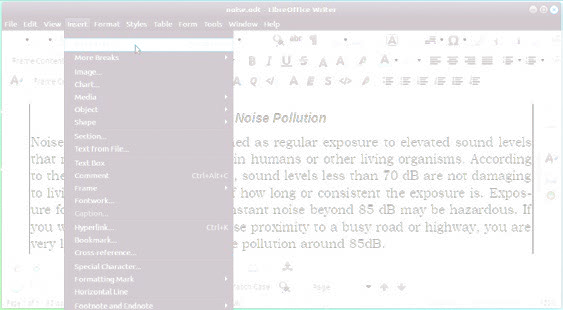 noise.odt - LibreOffice Writer
File Edit View Insert Format Styles Table Form Tools Window Help
More Breaks
Image...
Chart...
Media
Object
Shape
Section...
Text from File...
Text Box
Comment Ctrl+Alt+C
Frame
Fontwork...
Caption...
Hyperlink... Ctrl+K
Bookmark...
Cross-reference...
Special Character...
Formatting Mark
Horizontal Line
Footnote and Endnote
Noise Pollution
Noise ed as regular exposure to elevated sound levels
that in humans or other living organisms. According
to the , sound levels less than 70 dB are not damaging
to livi f how long or consistent the exposure is. Expos-
ure fo nstant noise beyond 85 dB may be hazardous. If
you w se proximity to a busy road or highway, you are
very l e pollution around 85dB.
Match Case Page